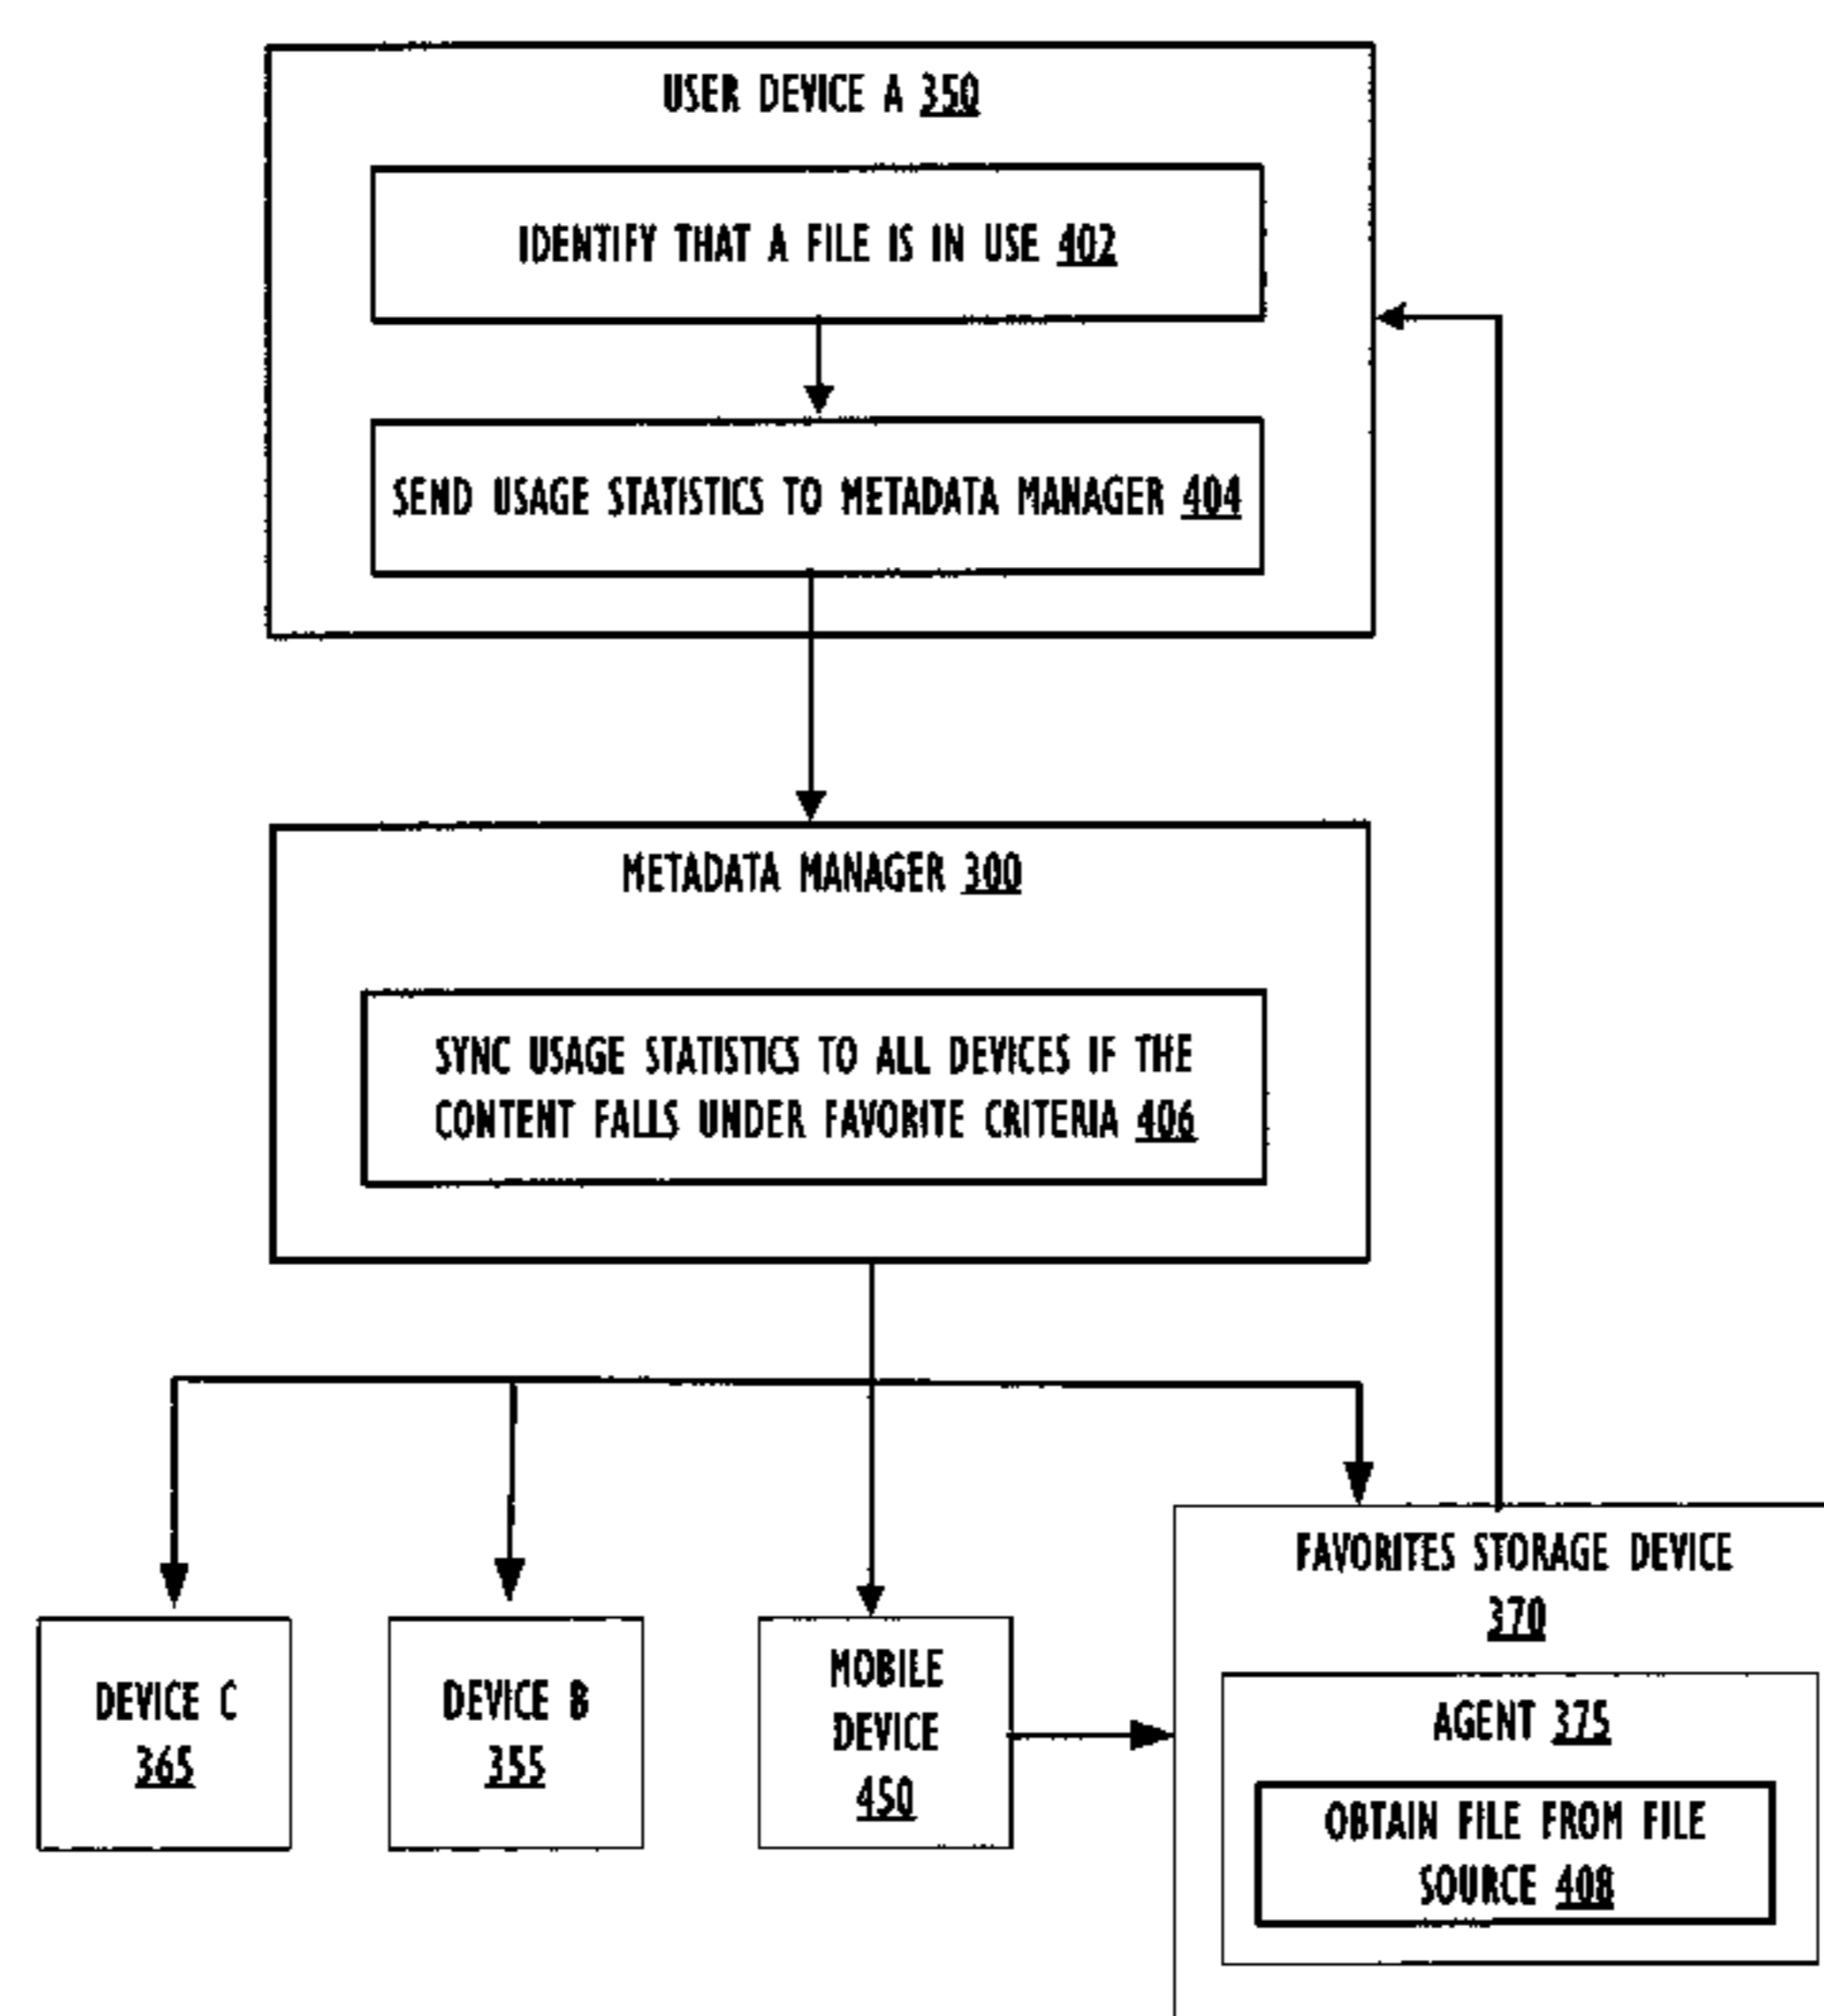 USER DEVICE A 350
IDENTIFY THAT A FILE IS IN USE 402
SEND USAGE STATISTICS TO METADATA MANAGER 404
METADATA MANAGER 300
SYNC USAGE STATISTICS TO ALL DEVICES IF THE
CONTENT FALLS UNDER FAVORITE CRITERIA 406
DEVICE C
365
DEVICE B
355
MOBILE
DEVICE
450
FAVORITES STORAGE DEVICE
370
AGENT 375
OBTAIN FILE FROM FILE
SOURCE 408